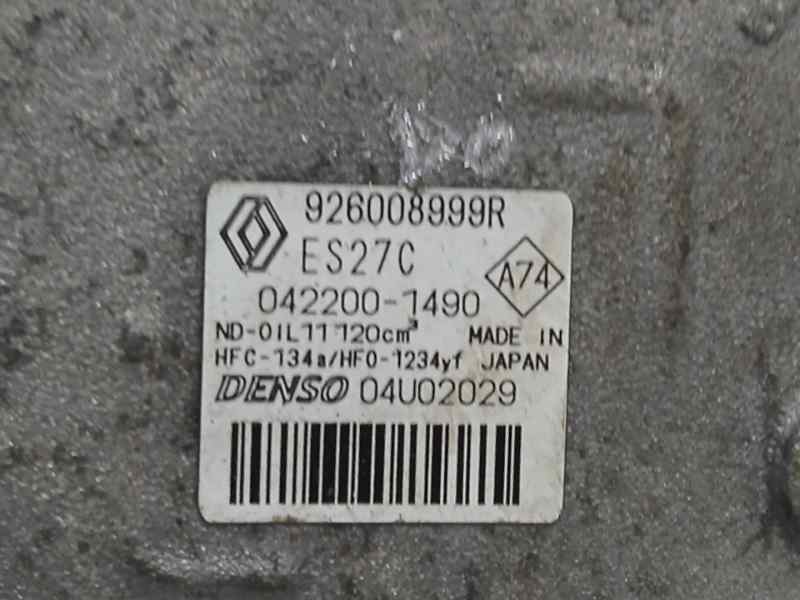 926008999R
ES27C
A74
042200-1490
ND-OIL11 120cm³ MADE IN
HFC-134a/HFO-1234yf JAPAN
DENSO 04U02029